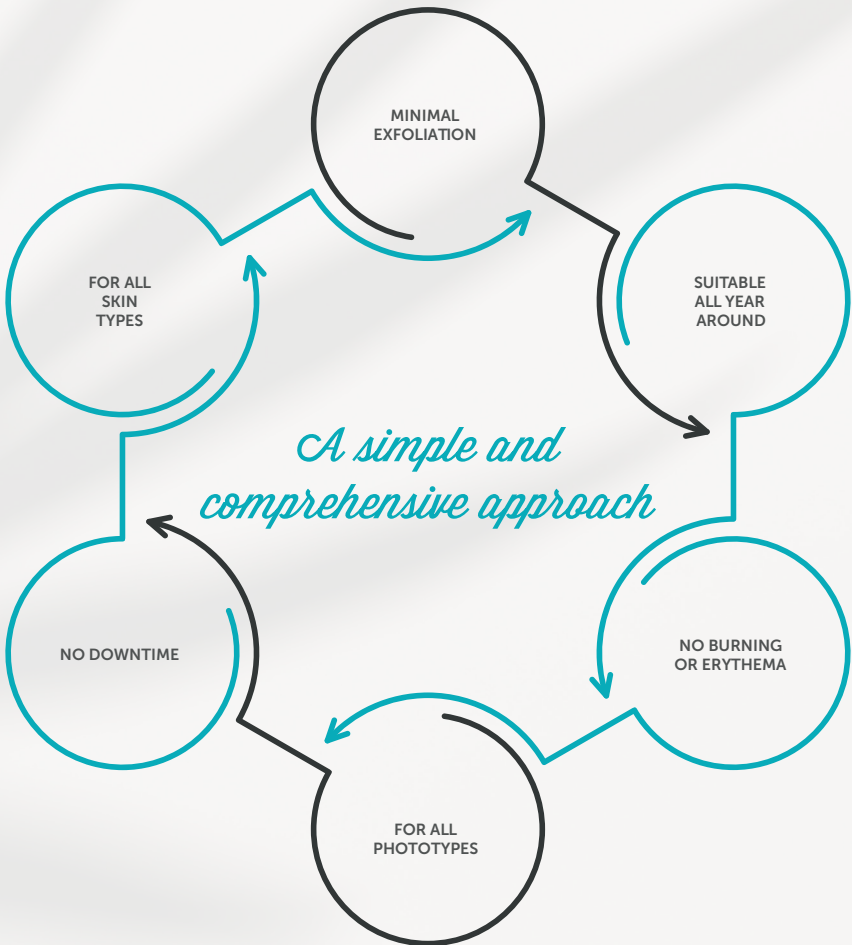 MINIMAL
EXFOLIATION
FOR ALL
SKIN
TYPES
SUITABLE
ALL YEAR
AROUND
A simple and
comprehensive approach
NO DOWNTIME
NO BURNING
OR ERYTHEMA
FOR ALL
PHOTOTYPES